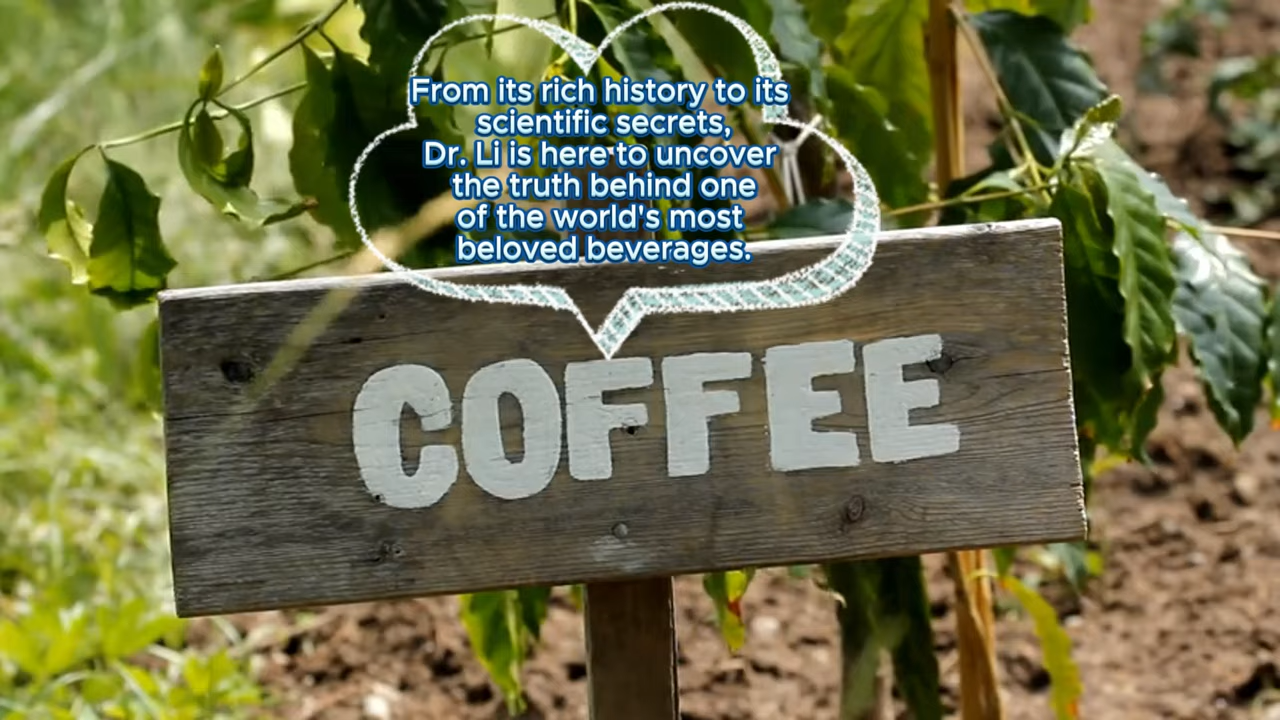 From its rich history to its
scientific secrets,
Dr. Li is here to uncover
the truth behind one
of the world's most
beloved beverages.
COFFEE